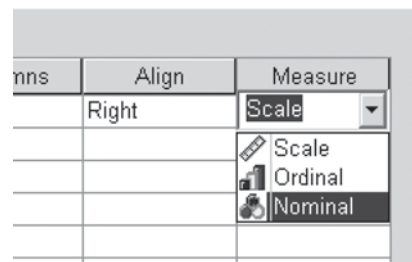 mns Align Measure
Right Scale
Scale
Ordinal
Nominal